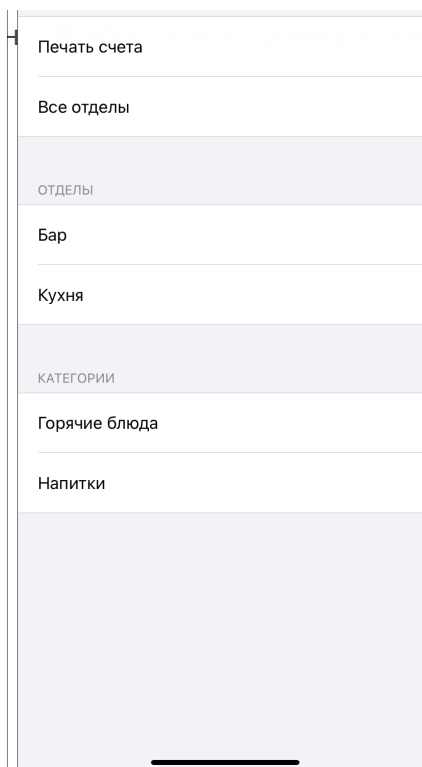 Печать счета
Все отделы
ОТДЕЛЫ
Бар
Кухня
КАТЕГОРИИ
Горячие блюда
Напитки